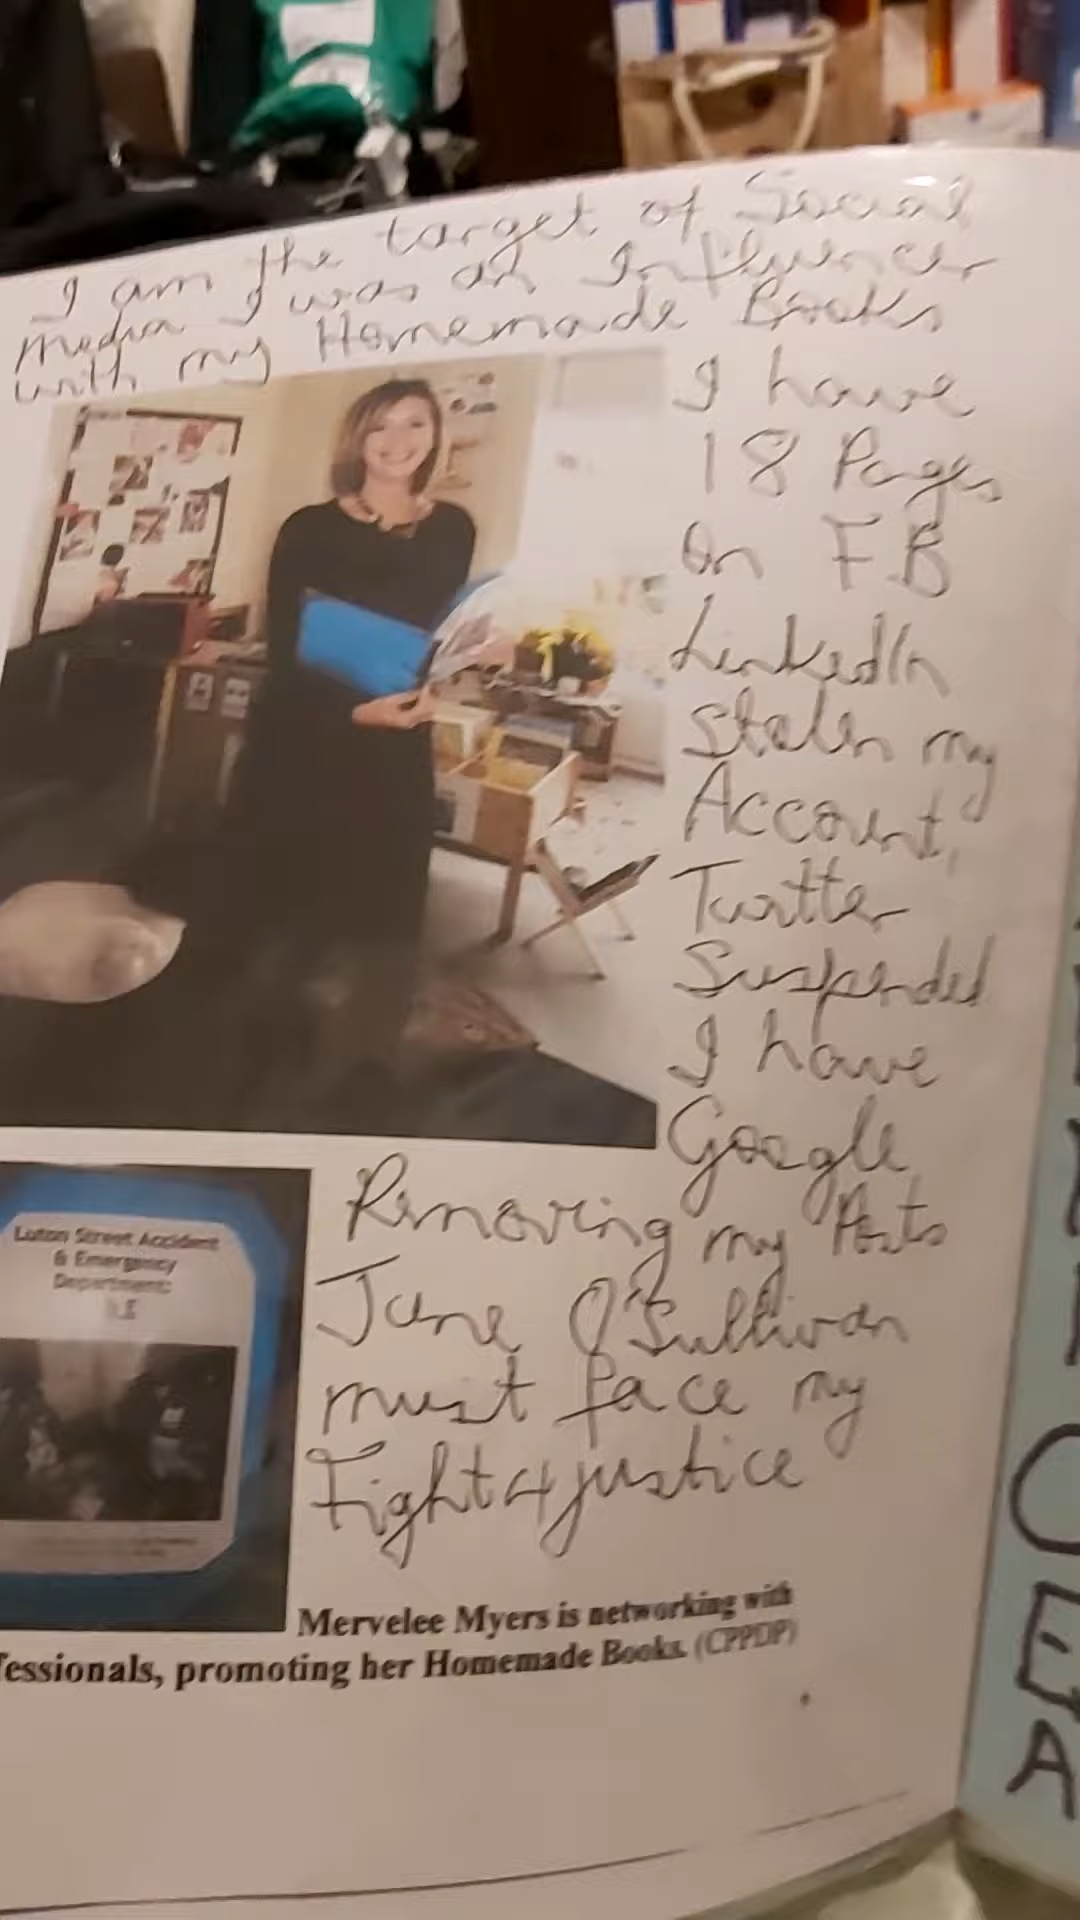 I am the target of Social
media I was an Influencer
with my Homemade Books
I have
18 Pages
On FB
LinkedIn
Stolen my
Account,
Twitter
Suspended
I have
Google
Removing my Posts
June O'Sullivan
must face my
Fight4justice
Luton Street Accident
& Emergency
Department:
Mervelee Myers is networking with
fessionals, promoting her Homemade Books. (CPPDP)
C
E
A